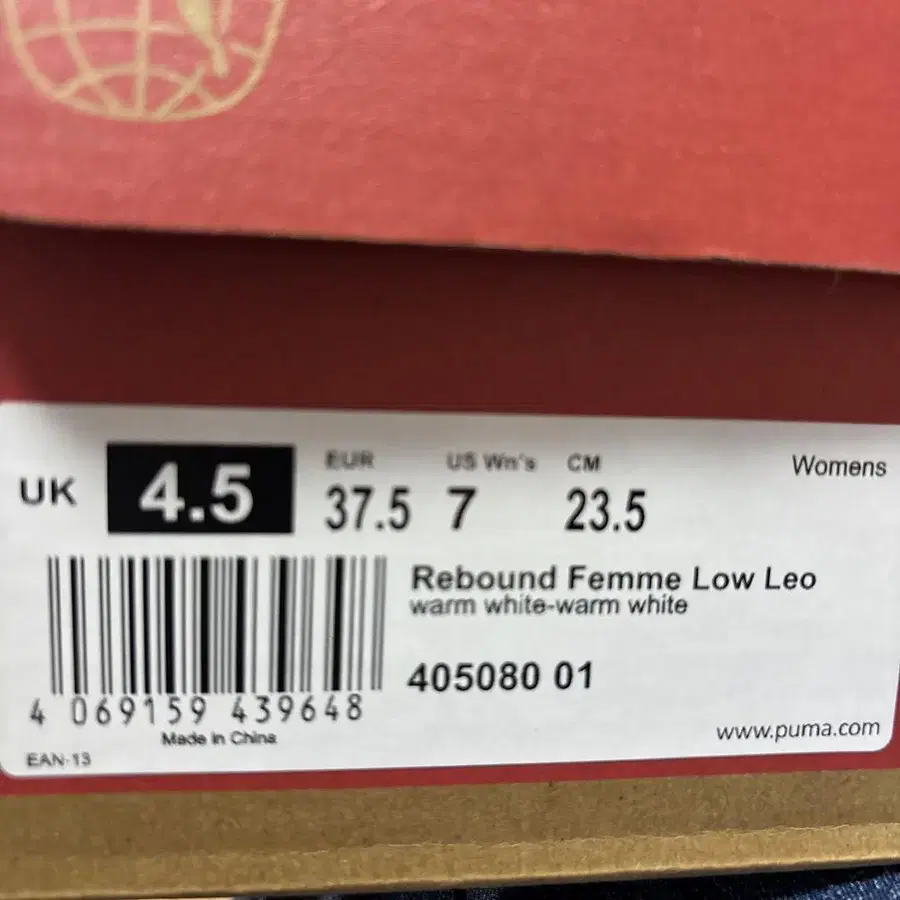 UK 4.5 EUR 37.5 US Wn's 7 CM 23.5 Womens
Rebound Femme Low Leo
warm white-warm white
405080 01
4 069159 439648
Made in China
EAN-13
www.puma.com